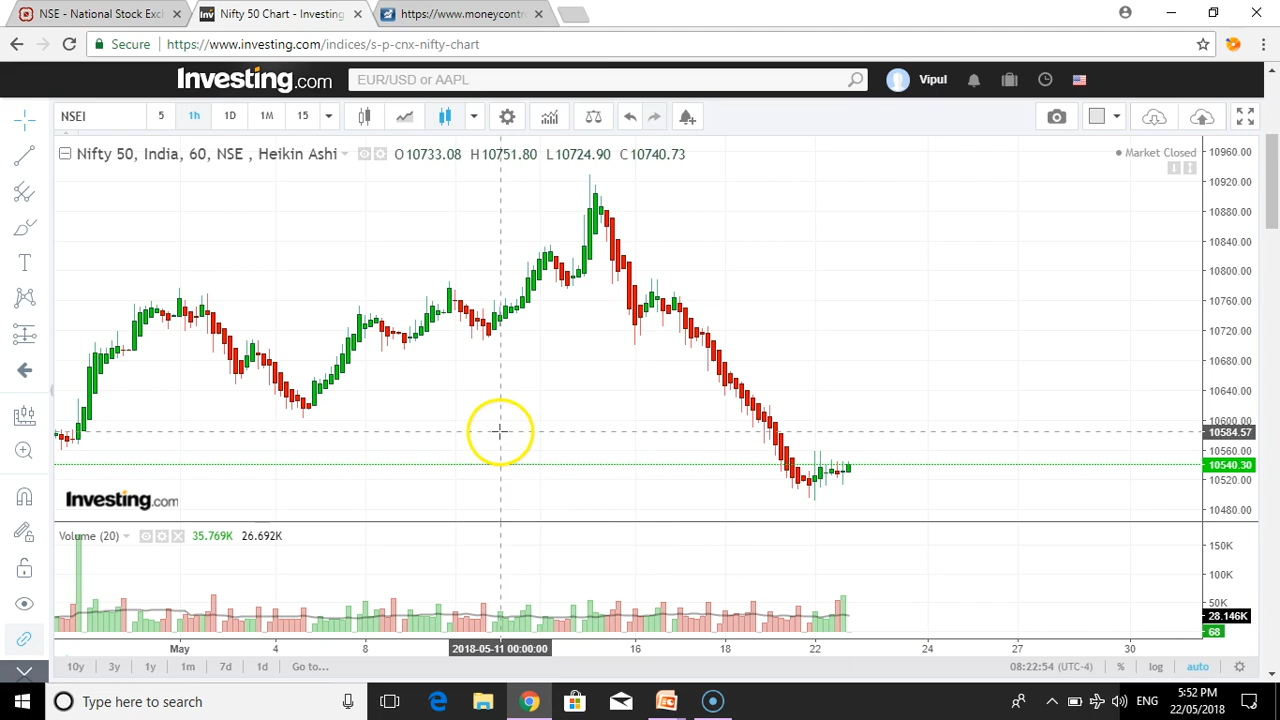 NSE - National Stock Exc
Nifty 50 Chart - Investing
https://www.moneycontr
Secure
https://www.investing.com/indices/s-p-cnx-nifty-chart
Investing.com
EUR/USD or AAPL
Vipul
NSEI
5
1h
1D
1M
15
Nifty 50, India, 60, NSE , Heikin Ashi
O10733.08 H10751.80 L10724.90 C10740.73
Market Closed
10960.00
10920.00
10880.00
10840.00
10800.00
10760.00
10720.00
10680.00
10640.00
10600.00
10584.57
10560.00
10540.30
10520.00
10480.00
Investing.com
Volume (20)
35.769K 26.692K
150K
100K
50K
28.146K
68
May
4
8
2018-05-11 00:00:00
16
18
22
24
27
30
10y
3y
1y
1m
7d
1d
Go to...
08:22:54 (UTC-4)
%
log
auto
Type here to search
ENG
5:52 PM
22/05/2018